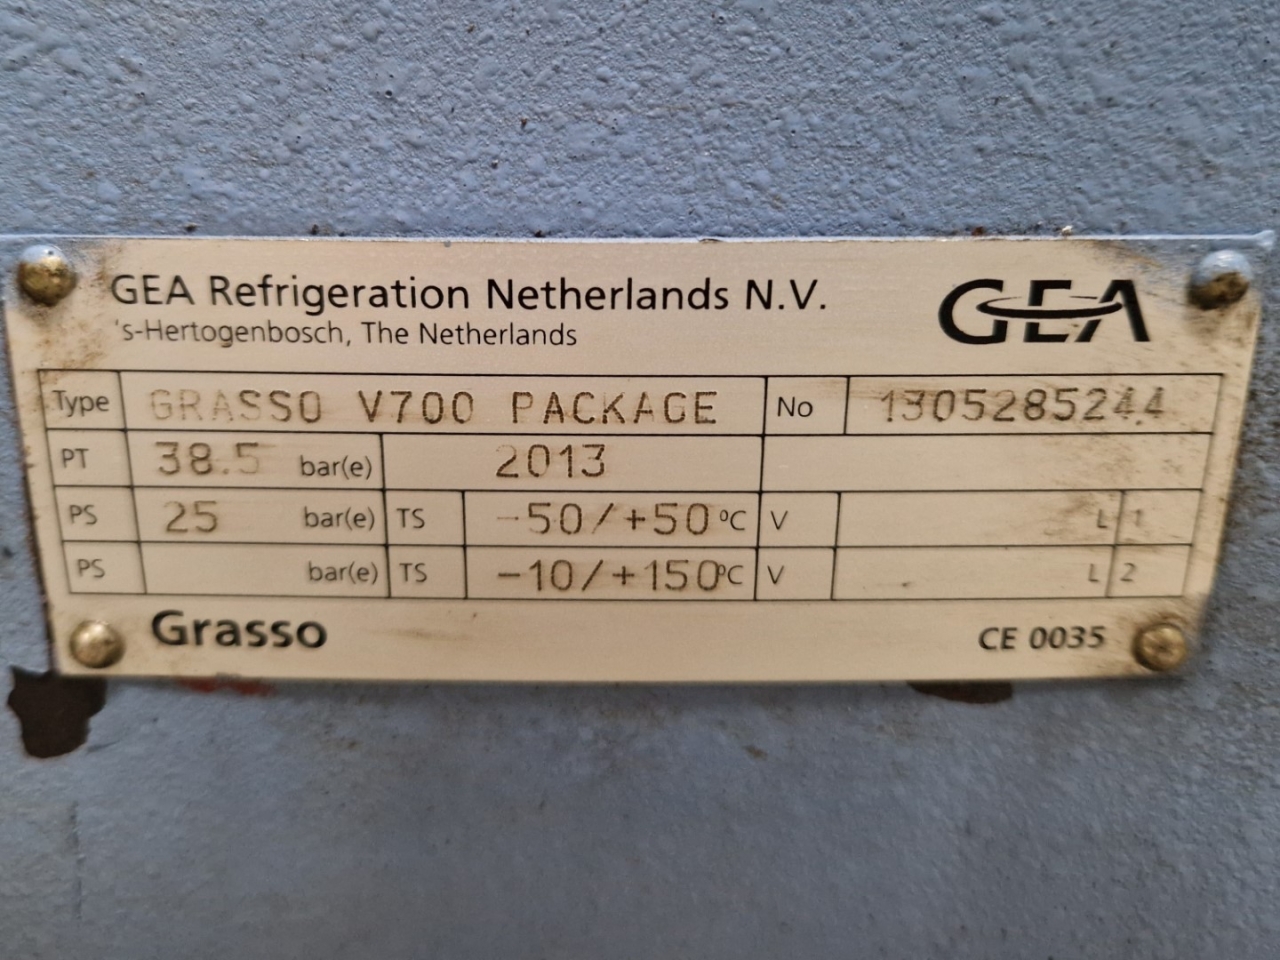 GEA Refrigeration Netherlands N.V.
's-Hertogenbosch, The Netherlands
GEA
Type GRASSO V700 PACKAGE No 1305285244
PT 38.5 bar(e) 2013
PS 25 bar(e) TS -50/+50 °C V L 1
PS bar(e) TS -10/+150 °C V L 2
Grasso CE 0035